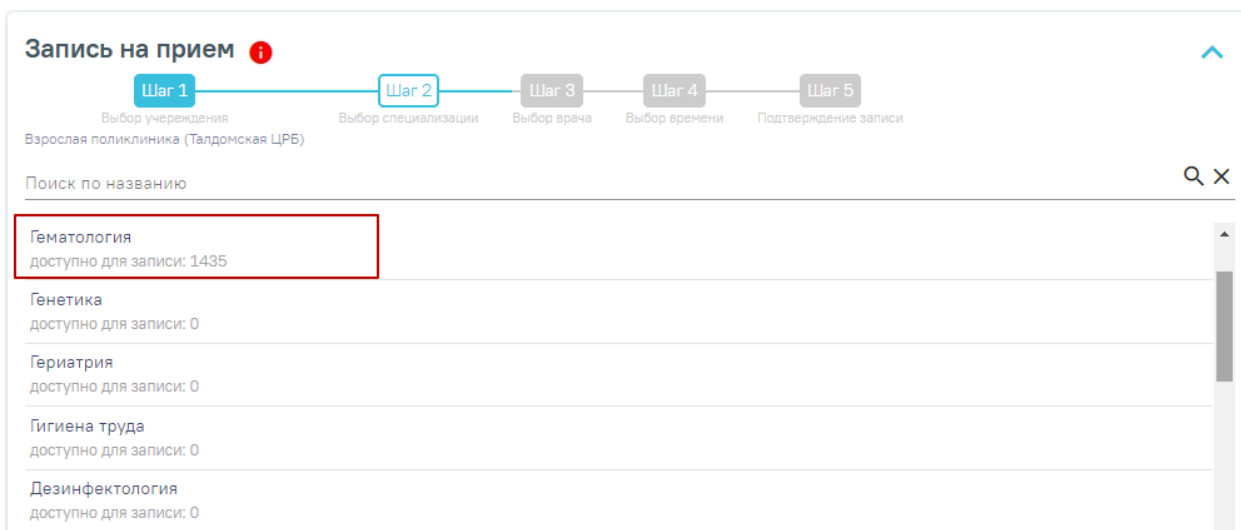 Запись на прием
Шаг 1 Шаг 2 Шаг 3 Шаг 4 Шаг 5
Выбор учереждения Выбор специализации Выбор врача Выбор времени Подтверждение записи
Взрослая поликлиника (Талдомская ЦРБ)
Поиск по названию
Гематология
доступно для записи: 1435
Генетика
доступно для записи: 0
Гериатрия
доступно для записи: 0
Гигиена труда
доступно для записи: 0
Дезинфектология
доступно для записи: 0